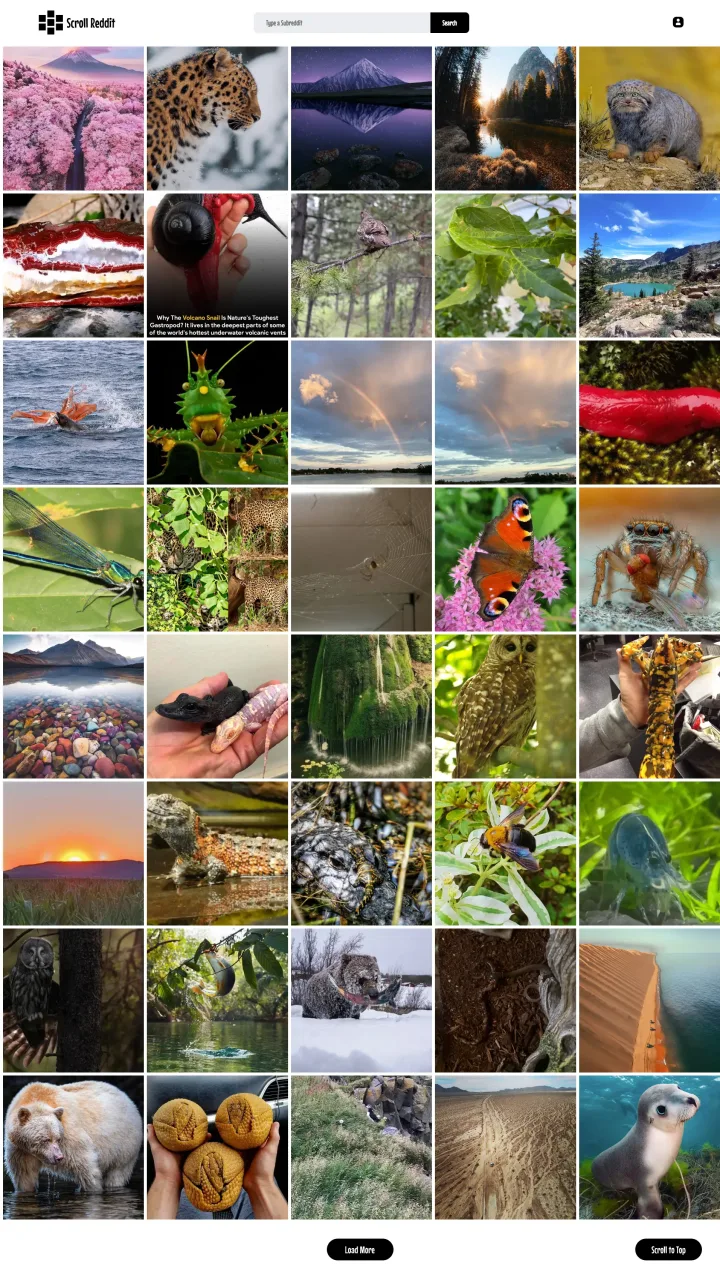 Scroll Reddit
Type a Subreddit
Search
Why The Volcano Snail Is Nature's Toughest
Gastropod? It lives in the deepest parts of some
of the world's hottest underwater volcanic vents
Load More
Scroll to Top